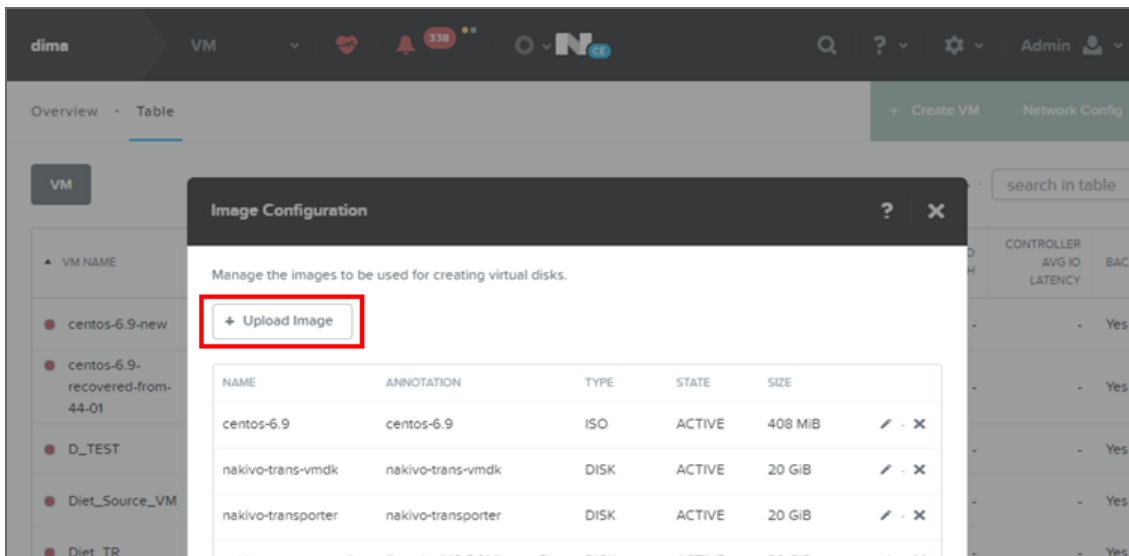 dima
VM
338
N CE
?
Admin
Overview · Table
+ Create VM
Network Config
VM
search in table
Image Configuration
?
Manage the images to be used for creating virtual disks.
+ Upload Image
VM NAME
CONTROLLER
AVG IO
LATENCY
BAC
NAME ANNOTATION TYPE STATE SIZE
centos-6.9 centos-6.9 ISO ACTIVE 408 MiB
nakivo-trans-vmdk nakivo-trans-vmdk DISK ACTIVE 20 GiB
nakivo-transporter nakivo-transporter DISK ACTIVE 20 GiB
centos-6.9-new
- - Yes
centos-6.9-
recovered-from-
44-01
- - Yes
D_TEST
- - Yes
Diet_Source_VM
- - Yes
Diet_TR
Yes